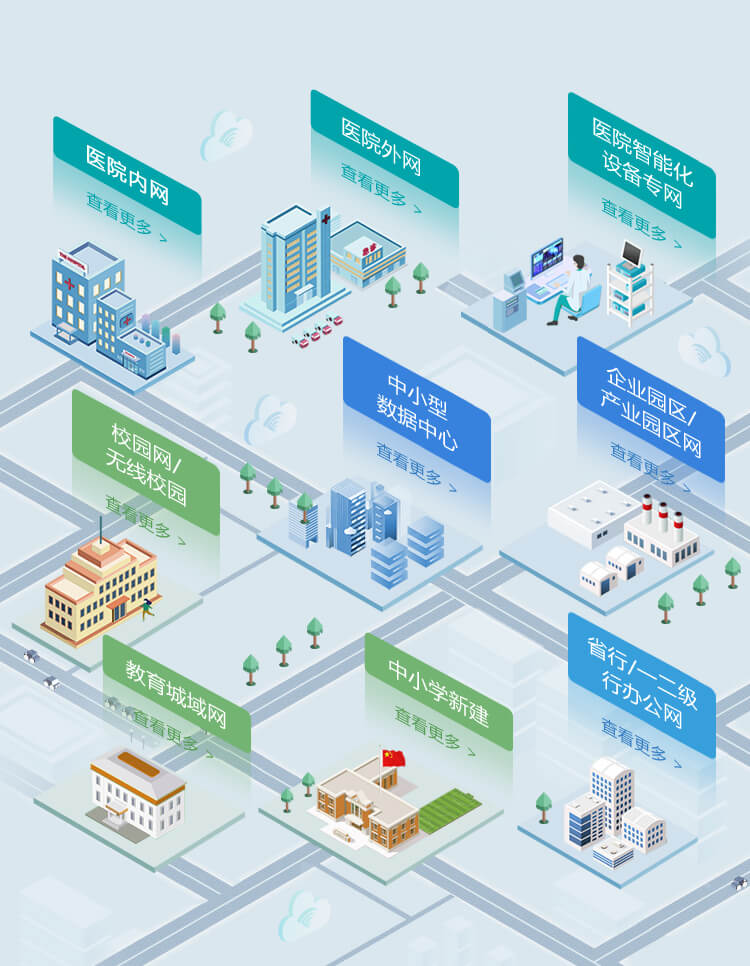 医院内网
查看更多 >
医院外网
查看更多 >
医院智能化
设备专网
查看更多 >
急诊
校园网/
无线校园
查看更多 >
中小型
数据中心
查看更多 >
企业园区/
产业园区网
查看更多 >
教育城域网
查看更多 >
中小学新建
查看更多 >
省行/一二级
行办公网
查看更多 >